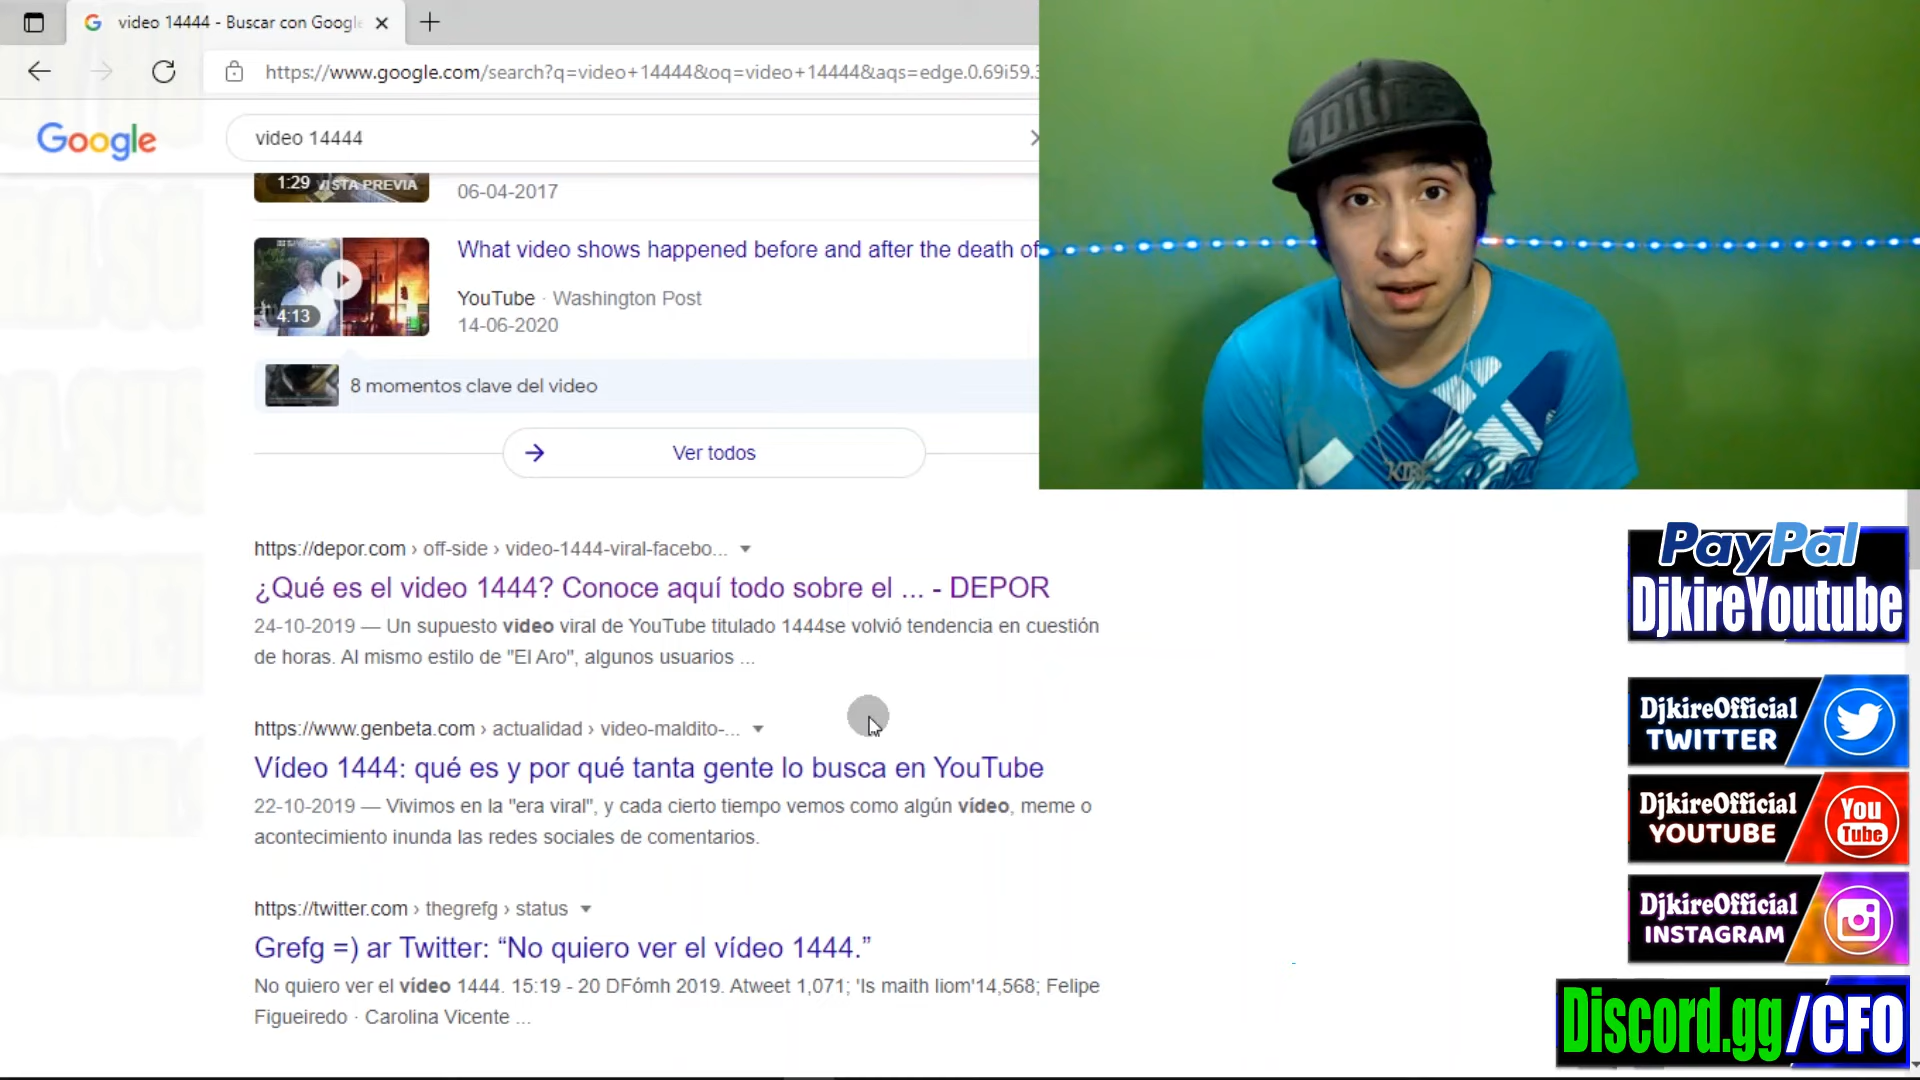 video 14444 - Buscar con Google
https://www.google.com/search?q=video+14444&oq=video+14444&aqs=edge.0.69i59.
Google
video 14444
1:29 VISTA PREVIA
06-04-2017
What video shows happened before and after the death of
YouTube · Washington Post
4:13
14-06-2020
8 momentos clave del video
Ver todos
https://depor.com › off-side › video-1444-viral-facebo...
¿Qué es el video 1444? Conoce aquí todo sobre el ... - DEPOR
24-10-2019 — Un supuesto video viral de YouTube titulado 1444se volvió tendencia en cuestión
de horas. Al mismo estilo de "El Aro", algunos usuarios ...
https://www.genbeta.com › actualidad › video-maldito-...
Vídeo 1444: qué es y por qué tanta gente lo busca en YouTube
22-10-2019 — Vivimos en la "era viral", y cada cierto tiempo vemos como algún vídeo, meme o
acontecimiento inunda las redes sociales de comentarios.
https://twitter.com › thegrefg › status
Grefg =) ar Twitter: “No quiero ver el vídeo 1444.”
No quiero ver el vídeo 1444. 15:19 - 20 DFómh 2019. Atweet 1,071; 'Is maith liom'14,568; Felipe
Figueiredo · Carolina Vicente ...
PayPal
DjkireYoutube
DjkireOfficial
TWITTER
DjkireOfficial
YOUTUBE
You
Tube
DjkireOfficial
INSTAGRAM
Discord.gg/CFO